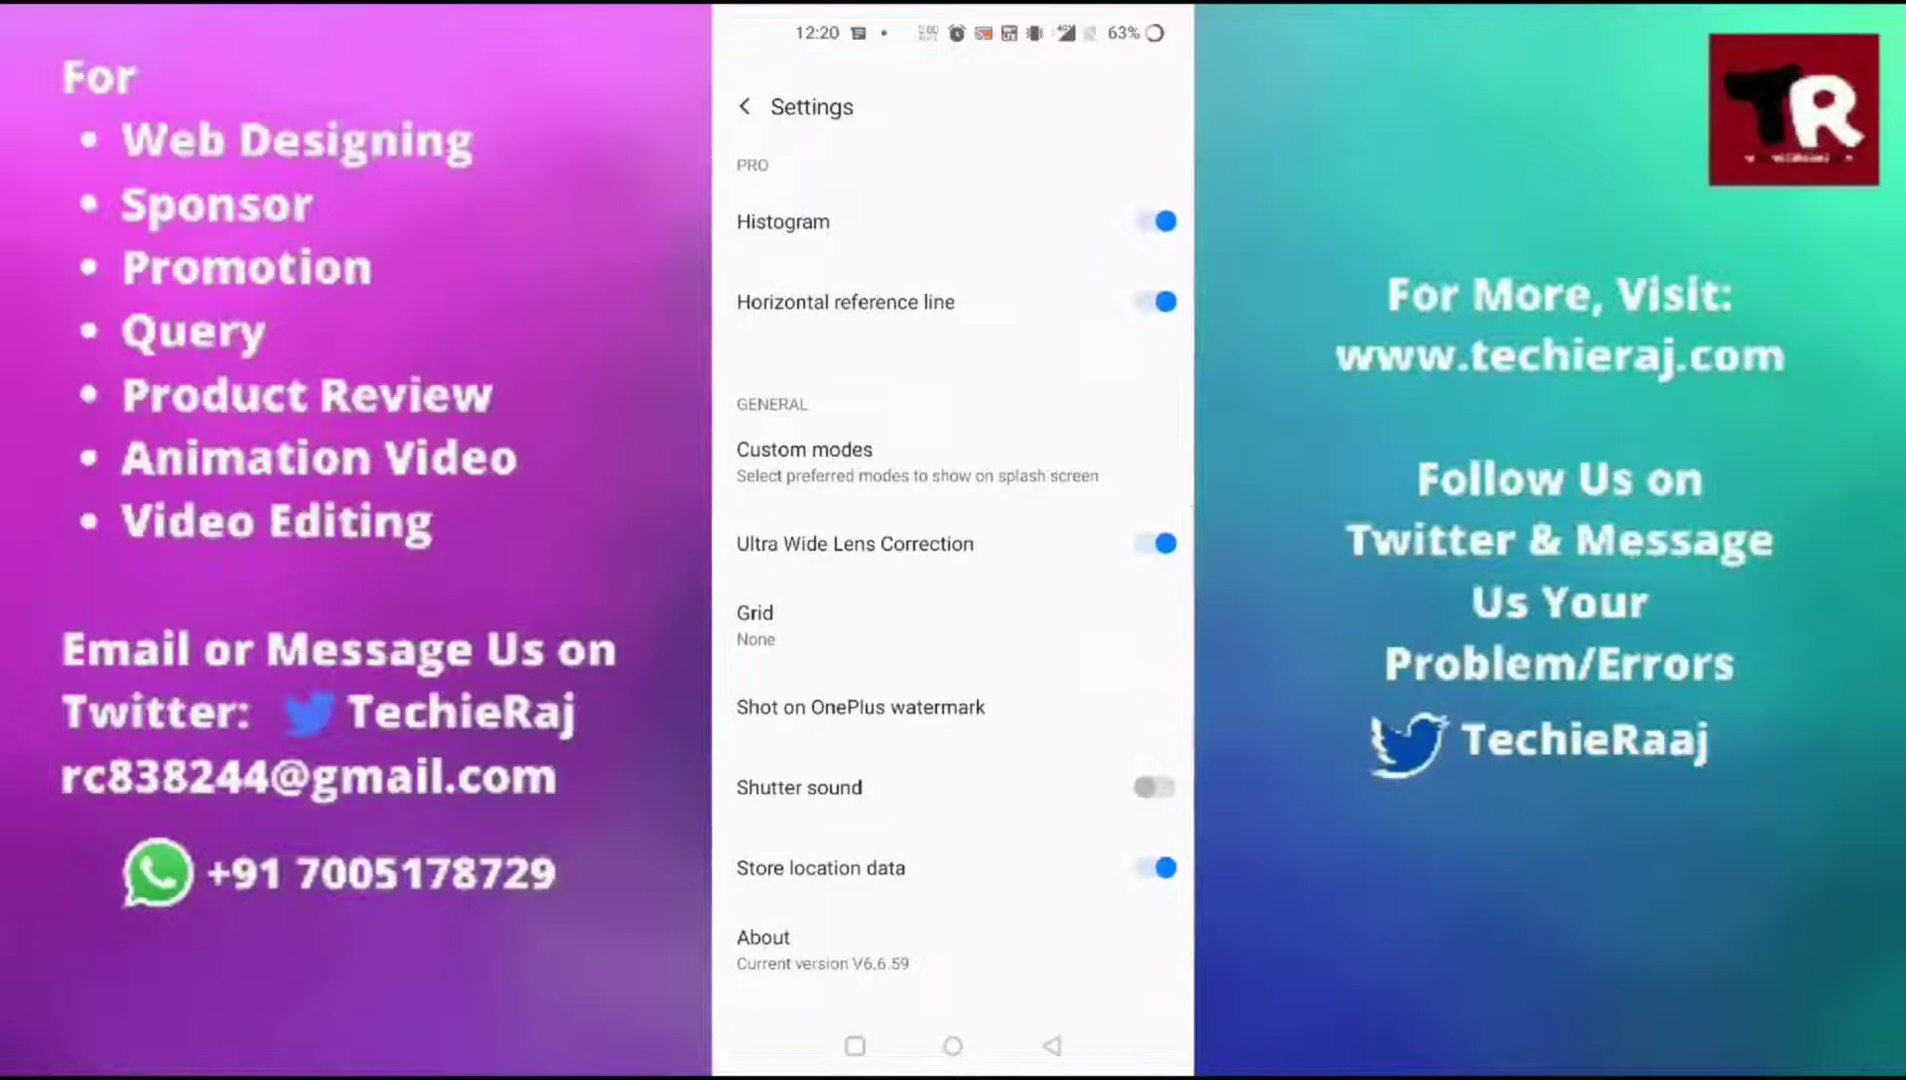 For
• Web Designing
• Sponsor
• Promotion
• Query
• Product Review
• Animation Video
• Video Editing
Email or Message Us on
Twitter: TechieRaj
rc838244@gmail.com
+91 7005178729
12:20
63%
Settings
PRO
Histogram
Horizontal reference line
GENERAL
Custom modes
Select preferred modes to show on splash screen
Ultra Wide Lens Correction
Grid
None
Shot on OnePlus watermark
Shutter sound
Store location data
About
Current version V6.6.59
TR
For More, Visit:
www.techieraj.com
Follow Us on
Twitter & Message
Us Your
Problem/Errors
TechieRaaj